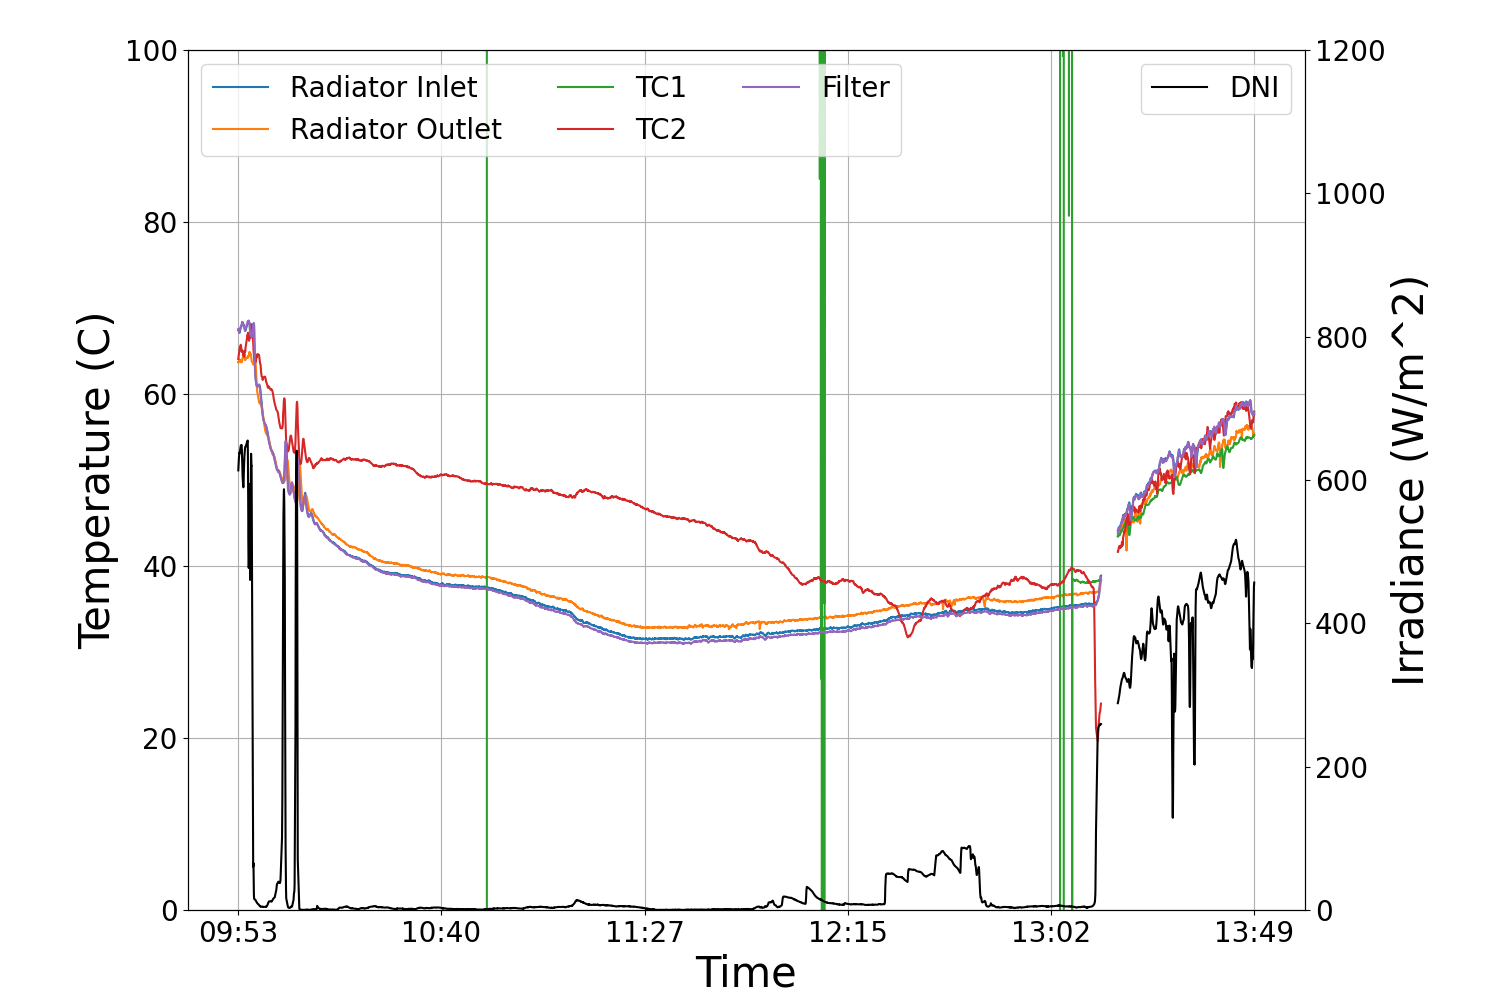 100
80
60
40
20
0
Temperature (C)
Radiator Inlet
Radiator Outlet
TC1
TC2
Filter
DNI
1200
1000
800
600
400
200
0
Irradiance (W/m^2)
09:53 10:40 11:27 12:15 13:02 13:49
Time